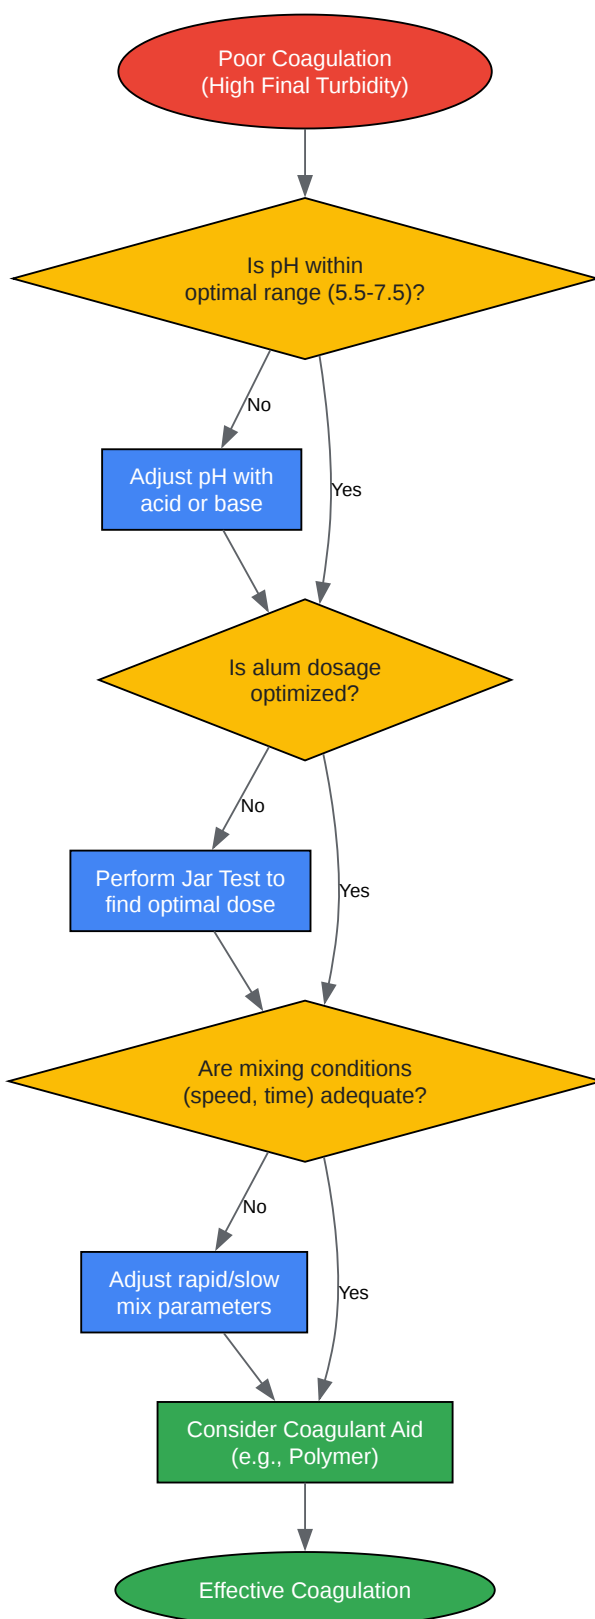 Poor Coagulation
(High Final Turbidity)
Is pH within
optimal range (5.5-7.5)?
No
Adjust pH with
acid or base
Yes
Is alum dosage
optimized?
No
Perform Jar Test to
find optimal dose
Yes
Are mixing conditions
(speed, time) adequate?
No
Adjust rapid/slow
mix parameters
Yes
Consider Coagulant Aid
(e.g., Polymer)
Effective Coagulation